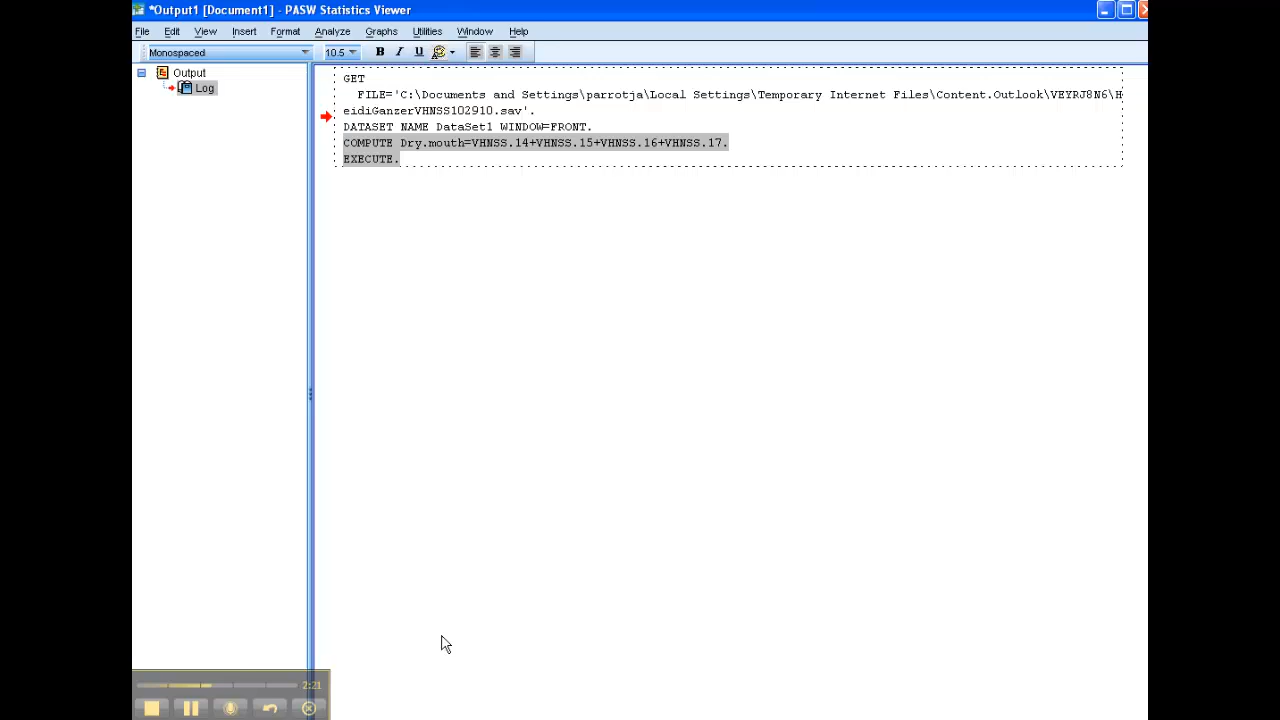 *Output1 [Document1] - PASW Statistics Viewer
File Edit View Insert Format Analyze Graphs Utilities Window Help
Monospaced 10.5 B I U
Output
Log
GET
FILE='C:\Documents and Settings\parrotja\Local Settings\Temporary Internet Files\Content.Outlook\VEYRJ8N6\H
eidiGanzerVHNSS102910.sav'.
DATASET NAME DataSet1 WINDOW=FRONT.
COMPUTE Dry.mouth=VHNSS.14+VHNSS.15+VHNSS.16+VHNSS.17.
EXECUTE.
2:21